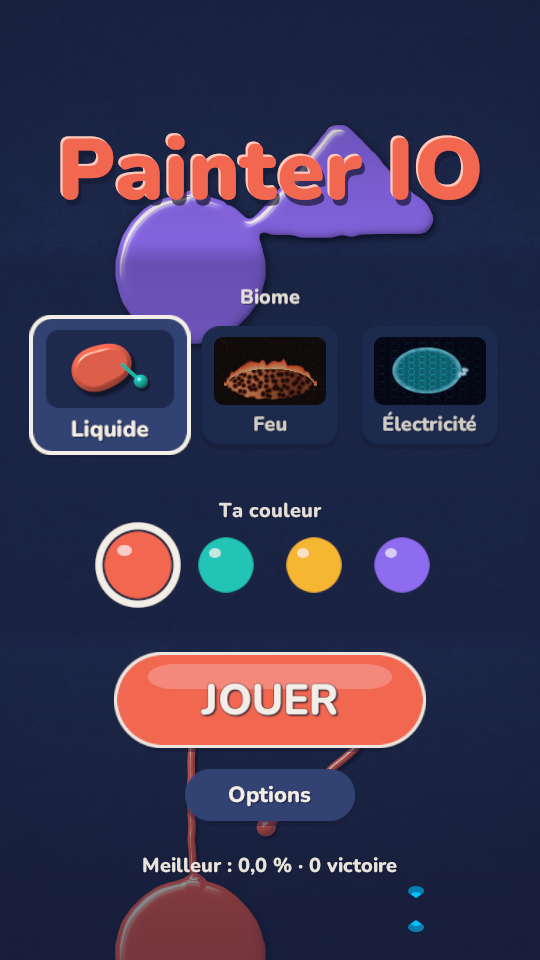 Painter IO
Biome
Liquide
Feu
Électricité
Ta couleur
JOUER
Options
Meilleur : 0,0 % · 0 victoire